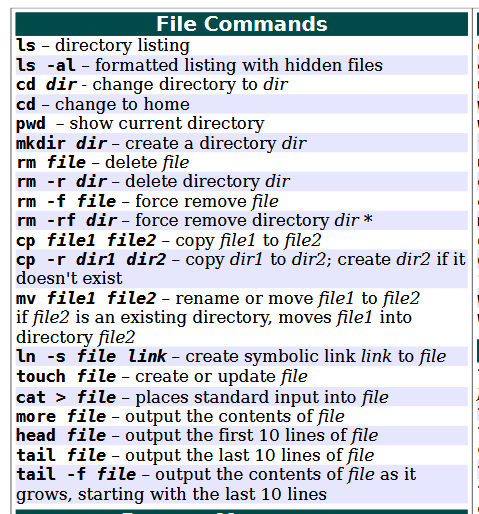 File Commands
ls – directory listing
ls -al – formatted listing with hidden files
cd dir - change directory to dir
cd – change to home
pwd – show current directory
mkdir dir – create a directory dir
rm file – delete file
rm -r dir – delete directory dir
rm -f file – force remove file
rm -rf dir – force remove directory dir *
cp file1 file2 – copy file1 to file2
cp -r dir1 dir2 – copy dir1 to dir2; create dir2 if it
doesn't exist
mv file1 file2 – rename or move file1 to file2
if file2 is an existing directory, moves file1 into
directory file2
ln -s file link – create symbolic link link to file
touch file – create or update file
cat > file – places standard input into file
more file – output the contents of file
head file – output the first 10 lines of file
tail file – output the last 10 lines of file
tail -f file – output the contents of file as it
grows, starting with the last 10 lines